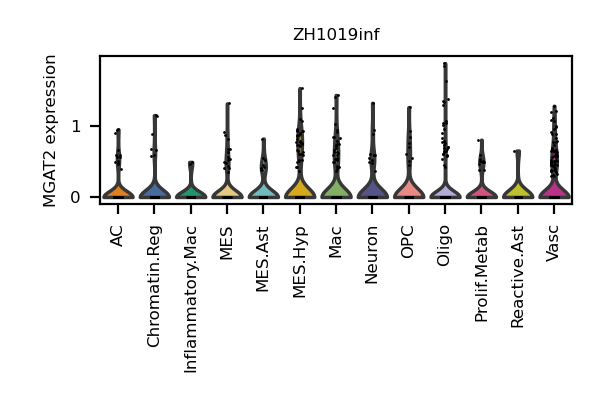 ZH1019inf
MGAT2 expression
1
0
AC
Chromatin.Reg
Inflammatory.Mac
MES
MES.Ast
MES.Hyp
Mac
Neuron
OPC
Oligo
Prolif.Metab
Reactive.Ast
Vasc